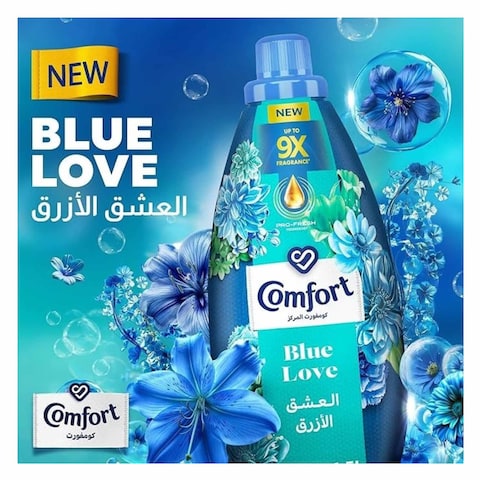 NEW
BLUE
LOVE
العشق الأزرق
Comfort
كومفورت
NEW
UP TO
9X
FRAGRANCE*
PRO-FRESH
Comfort
كومفورت المركز
Blue
Love
العشق
الأزرق